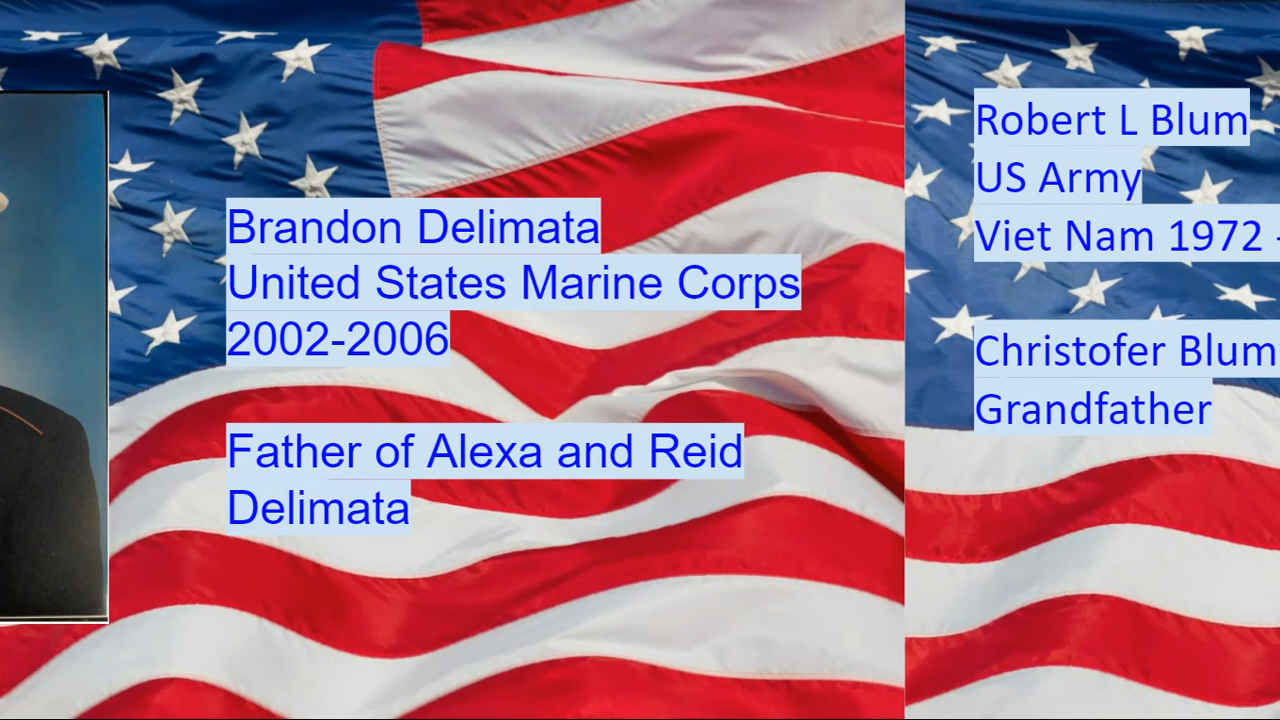 Brandon Delimata
United States Marine Corps
2002-2006
Father of Alexa and Reid
Delimata
Robert L Blum
US Army
Viet Nam 1972 -
Christofer Blum'
Grandfather